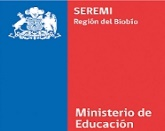 SEREMI
Región del Biobío
Ministerio de
Educación